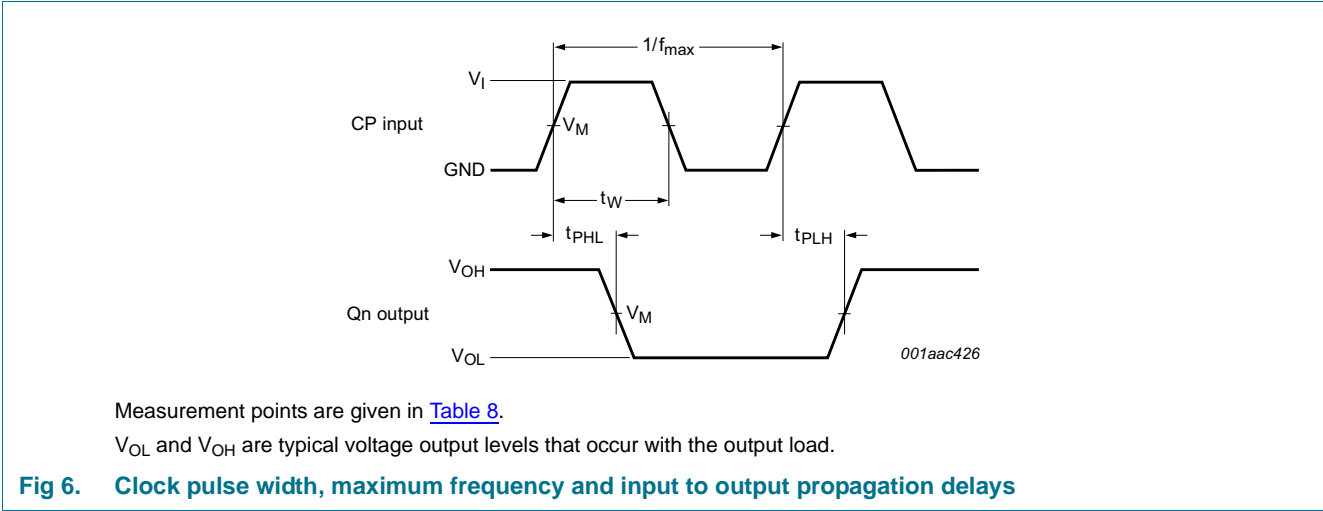 1/fmax
VI
CP input
VM
GND
tW
tPHL
tPLH
VOH
Qn output
VM
VOL
001aac426
Measurement points are given in Table 8.
VOL and VOH are typical voltage output levels that occur with the output load.
Fig 6. Clock pulse width, maximum frequency and input to output propagation delays